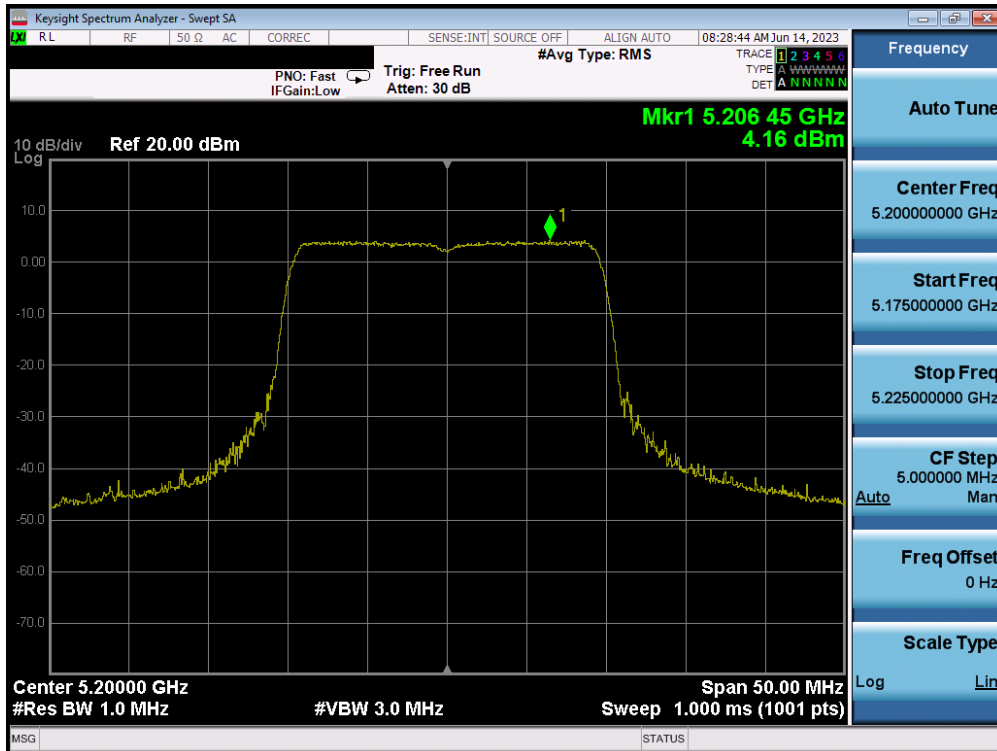 Keysight Spectrum Analyzer - Swept SA
LXI RL RF 50 Ω AC CORREC SENSE:INT SOURCE OFF ALIGN AUTO 08:28:44 AM Jun 14, 2023
#Avg Type: RMS
TRACE 1 2 3 4 5 6
PNO: Fast Trig: Free Run
TYPE A WWWWW
IFGain:Low Atten: 30 dB
DET A N N N N N
Mkr1 5.206 45 GHz
4.16 dBm
10 dB/div Ref 20.00 dBm
Log
1
10.0
0.00
-10.0
-20.0
-30.0
-40.0
-50.0
-60.0
-70.0
Center 5.20000 GHz Span 50.00 MHz
#Res BW 1.0 MHz #VBW 3.0 MHz Sweep 1.000 ms (1001 pts)
MSG STATUS
Frequency
Auto Tune
Center Freq
5.200000000 GHz
Start Freq
5.175000000 GHz
Stop Freq
5.225000000 GHz
CF Step
5.000000 MHz
Auto Man
Freq Offset
0 Hz
Scale Type
Log Lin